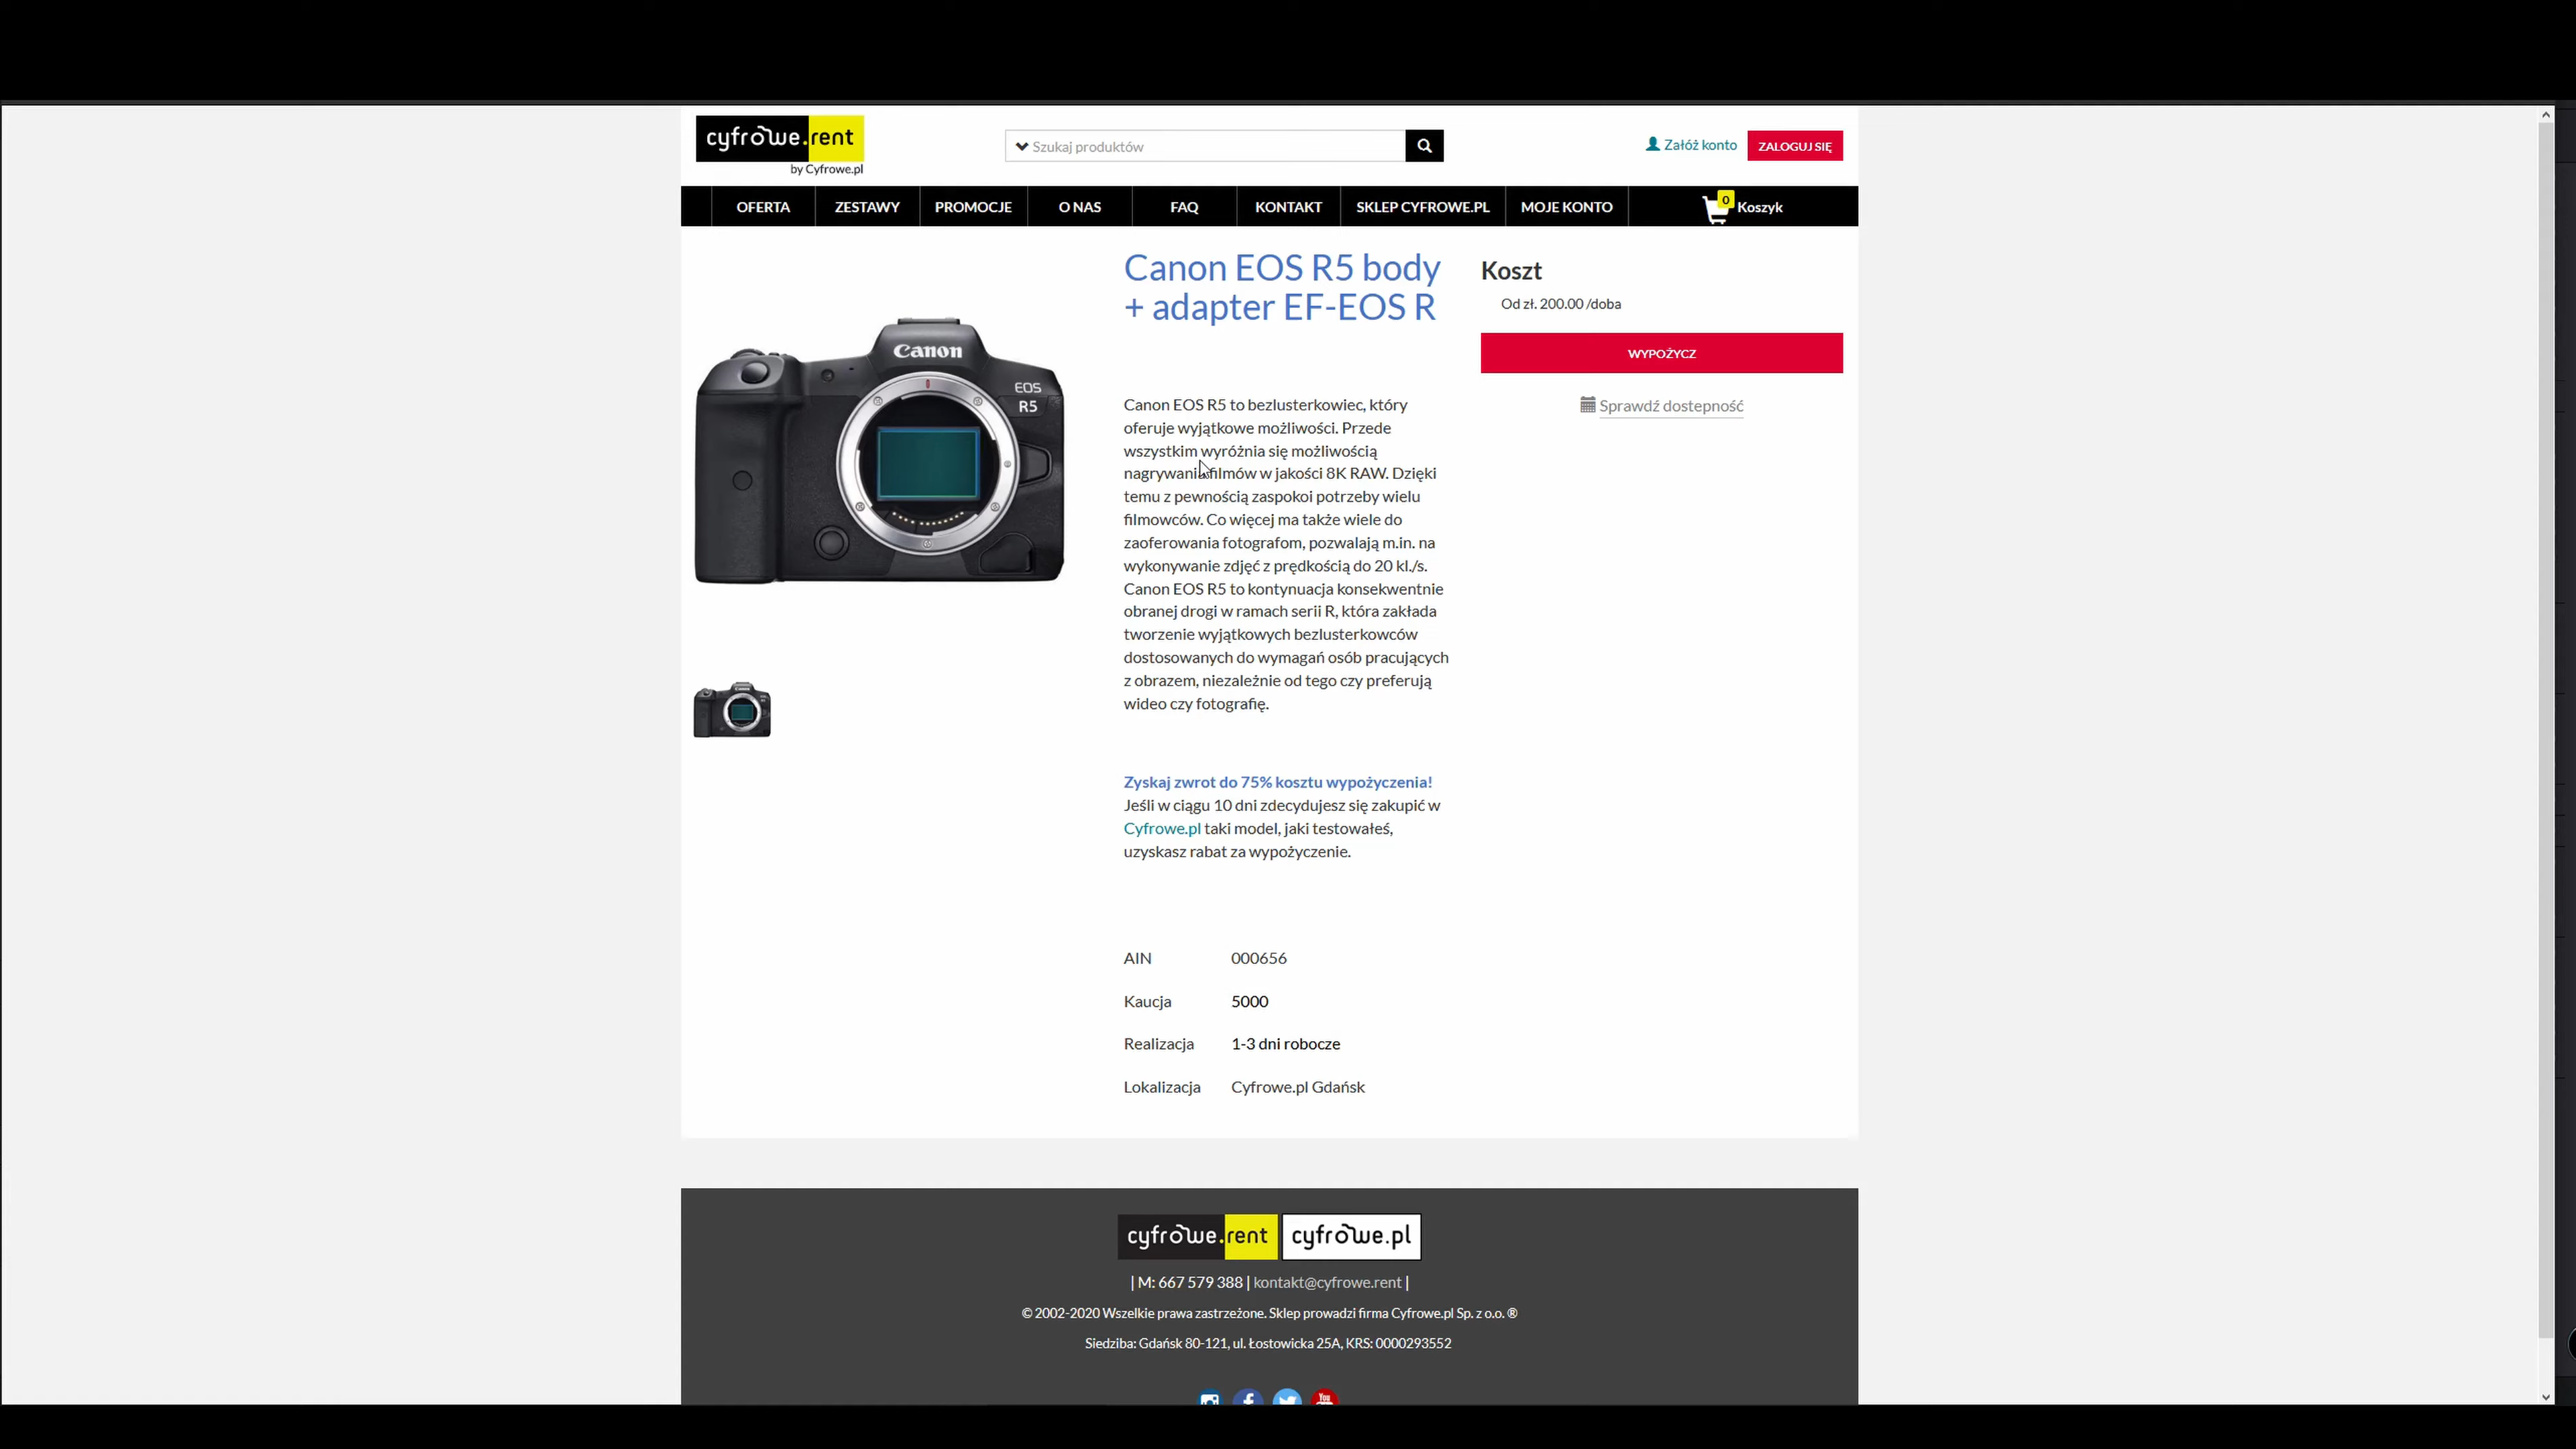 cyfrowe.rent
by Cyfrowe.pl
Szukaj produktów
Załóż konto
ZALOGUJ SIĘ
OFERTA ZESTAWY PROMOCJE O NAS FAQ KONTAKT SKLEP CYFROWE.PL MOJE KONTO 0 Koszyk
Canon
EOS
R5
Canon EOS R5 body
+ adapter EF-EOS R
Canon EOS R5 to bezlusterkowiec, który
oferuje wyjątkowe możliwości. Przede
wszystkim wyróżnia się możliwością
nagrywania filmów w jakości 8K RAW. Dzięki
temu z pewnością zaspokoi potrzeby wielu
filmowców. Co więcej ma także wiele do
zaoferowania fotografom, pozwalają m.in. na
wykonywanie zdjęć z prędkością do 20 kl./s.
Canon EOS R5 to kontynuacja konsekwentnie
obranej drogi w ramach serii R, która zakłada
tworzenie wyjątkowych bezlusterkowców
dostosowanych do wymagań osób pracujących
z obrazem, niezależnie od tego czy preferują
wideo czy fotografię.
Zyskaj zwrot do 75% kosztu wypożyczenia!
Jeśli w ciągu 10 dni zdecydujesz się zakupić w
Cyfrowe.pl taki model, jaki testowałeś,
uzyskasz rabat za wypożyczenie.
AIN 000656
Kaucja 5000
Realizacja 1-3 dni robocze
Lokalizacja Cyfrowe.pl Gdańsk
Koszt
Od zł. 200.00 /doba
WYPOŻYCZ
Sprawdź dostepność
cyfrowe.rent cyfrowe.pl
| M: 667 579 388 | kontakt@cyfrowe.rent |
© 2002-2020 Wszelkie prawa zastrzeżone. Sklep prowadzi firma Cyfrowe.pl Sp. z o.o. ®
Siedziba: Gdańsk 80-121, ul. Łostowicka 25A, KRS: 0000293552
You